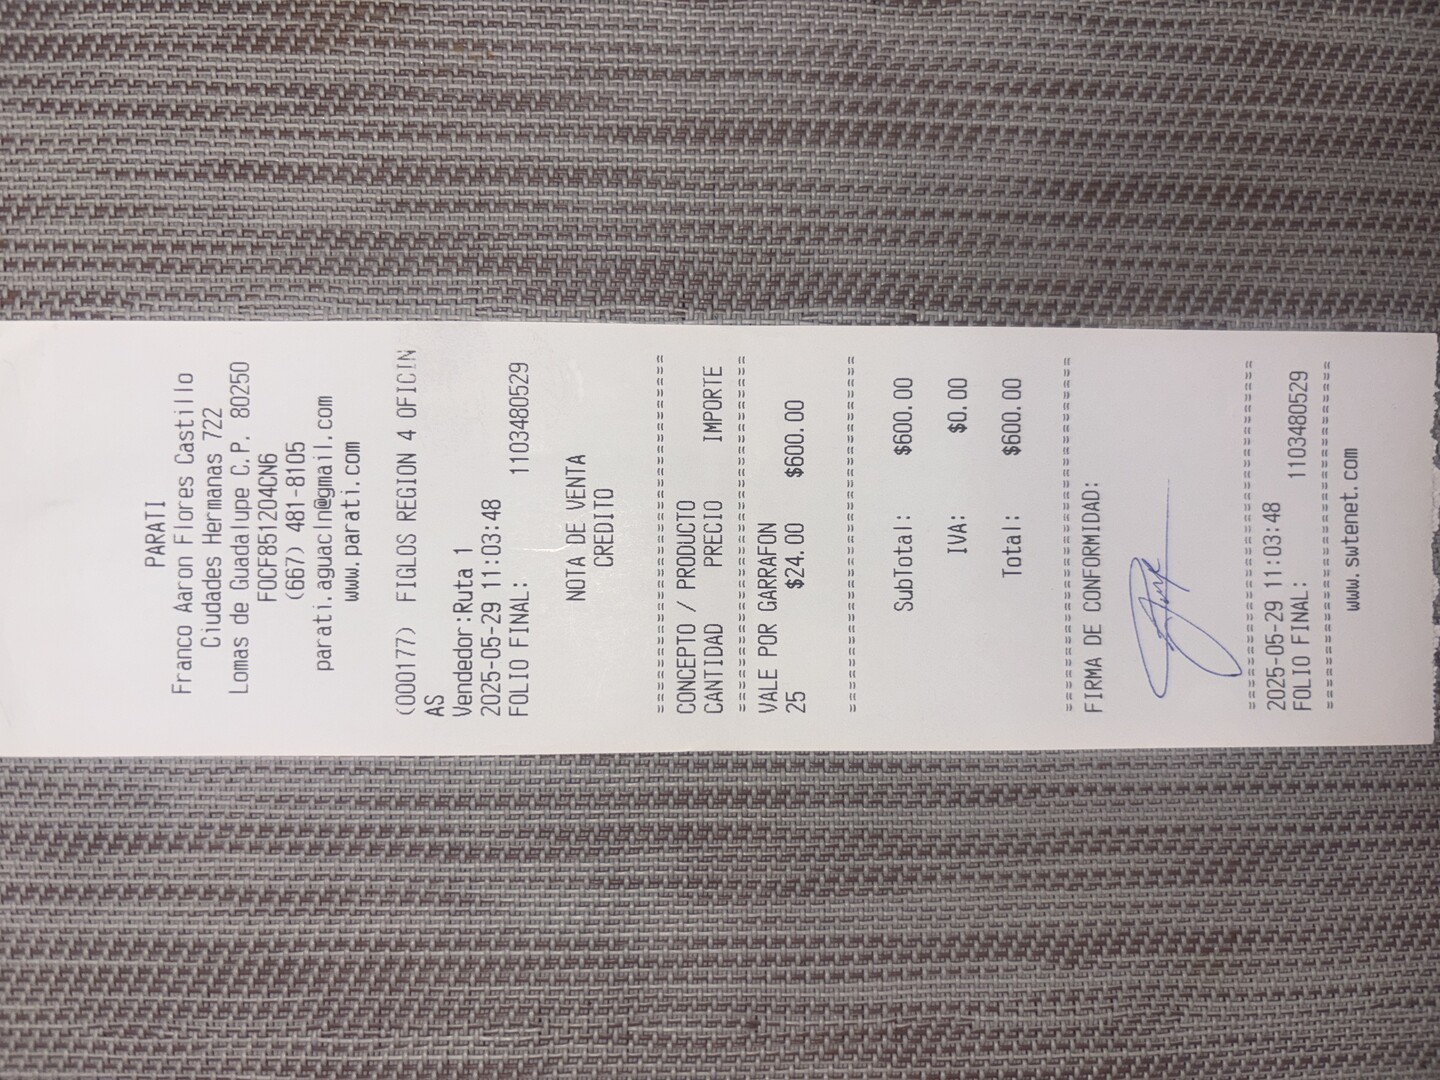 PARATI
Franco Aaron Flores Castillo
Ciudades Hermanas 722
Lomas de Guadalupe C.P. 80250
FOCF851204CN6
(667) 481-8105
parati.aguacln@gmail.com
www.parati.com
(000177) FIGLOS REGION 4 OFICIN
AS
Vendedor:Ruta 1
2025-05-29 11:03:48
FOLIO FINAL: 1103480529
NOTA DE VENTA
CREDITO
===============================
CONCEPTO / PRODUCTO
CANTIDAD PRECIO IMPORTE
===============================
VALE POR GARRAFON
25 $24.00 $600.00
===============================
SubTotal: $600.00
IVA: $0.00
Total: $600.00
===============================
FIRMA DE CONFORMIDAD:
===============================
2025-05-29 11:03:48
FOLIO FINAL: 1103480529
===============================
www.swtenet.com